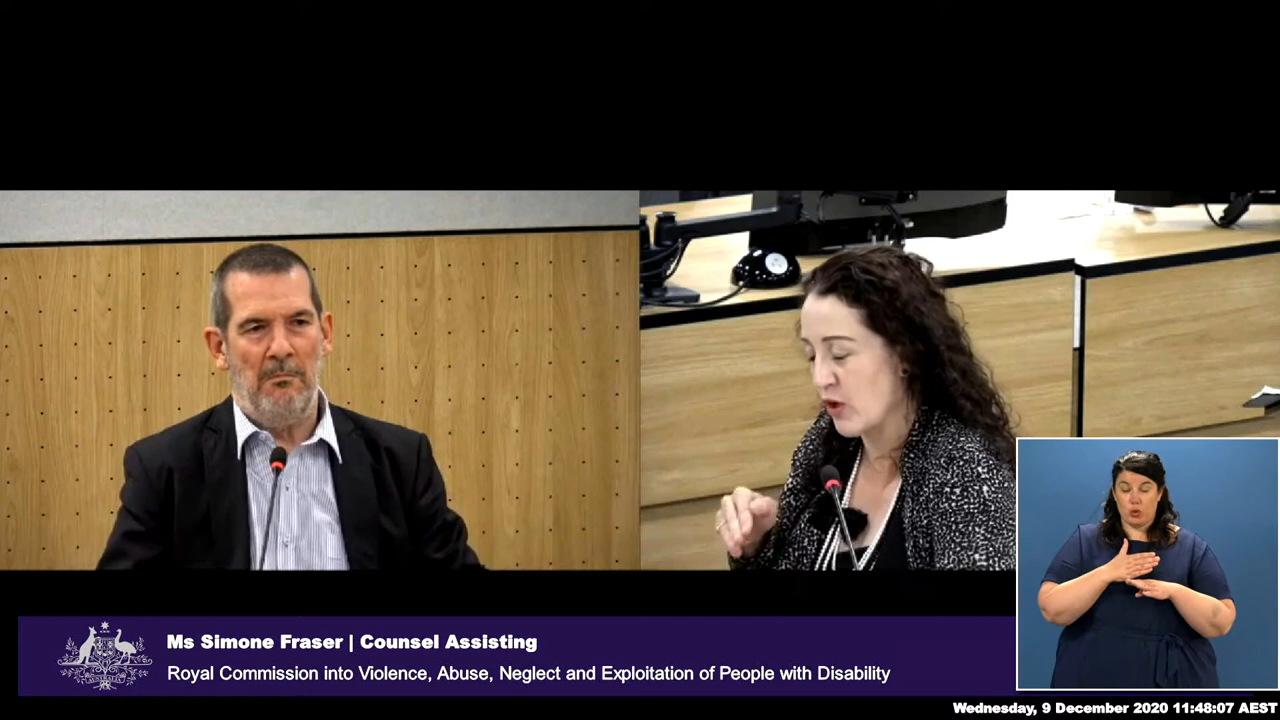 Ms Simone Fraser | Counsel Assisting
Royal Commission into Violence, Abuse, Neglect and Exploitation of People with Disability
Wednesday, 9 December 2020 11:48:07 AEST